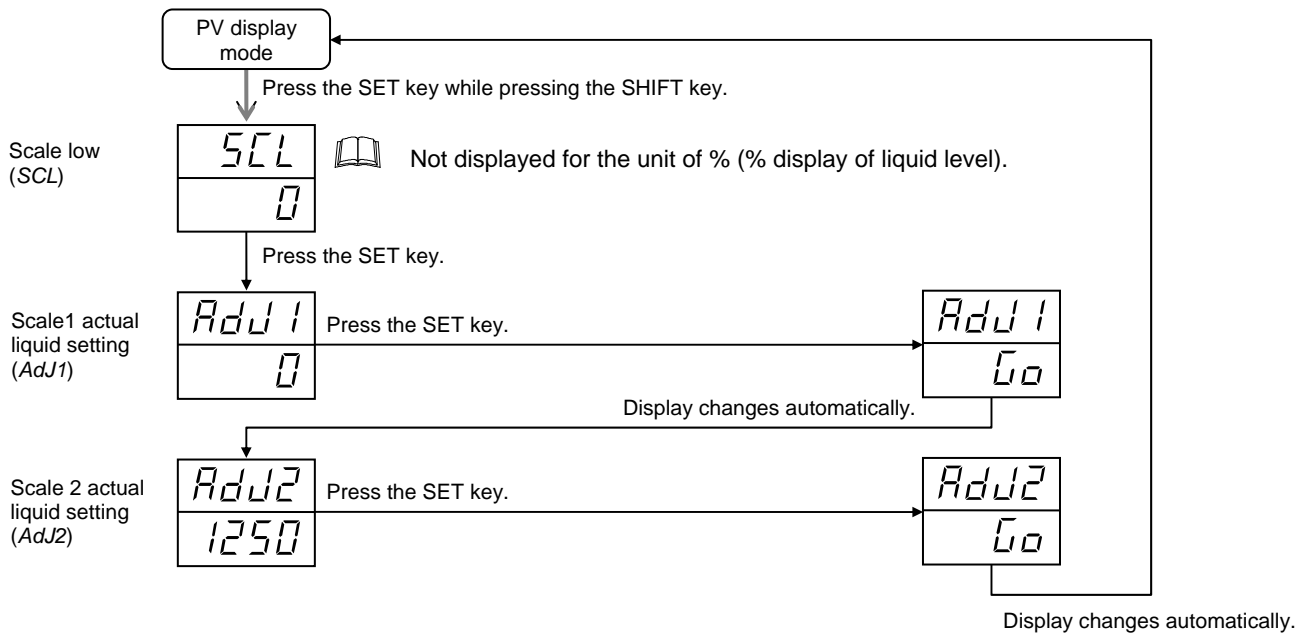 PV display
mode
Press the SET key while pressing the SHIFT key.
Scale low
(SCL)
SCL
0
Not displayed for the unit of % (% display of liquid level).
Press the SET key.
Scale1 actual
liquid setting
(AdJ1)
AdJ1
0
Press the SET key.
AdJ1
Go
Display changes automatically.
Scale 2 actual
liquid setting
(AdJ2)
AdJ2
1250
Press the SET key.
AdJ2
Go
Display changes automatically.